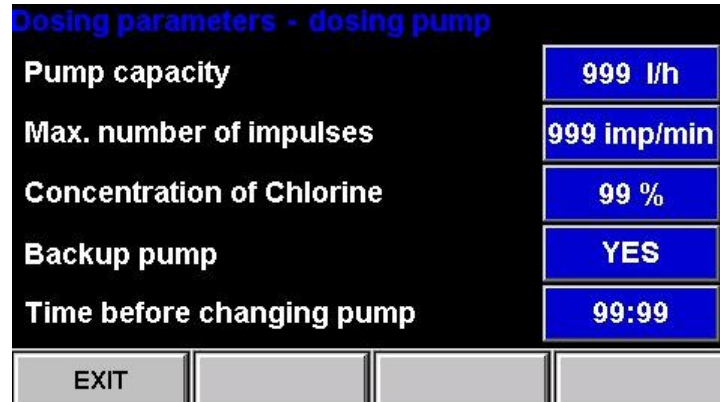 Dosing parameters - dosing pump
Pump capacity 999 l/h
Max. number of impulses 999 imp/min
Concentration of Chlorine 99 %
Backup pump YES
Time before changing pump 99:99
EXIT